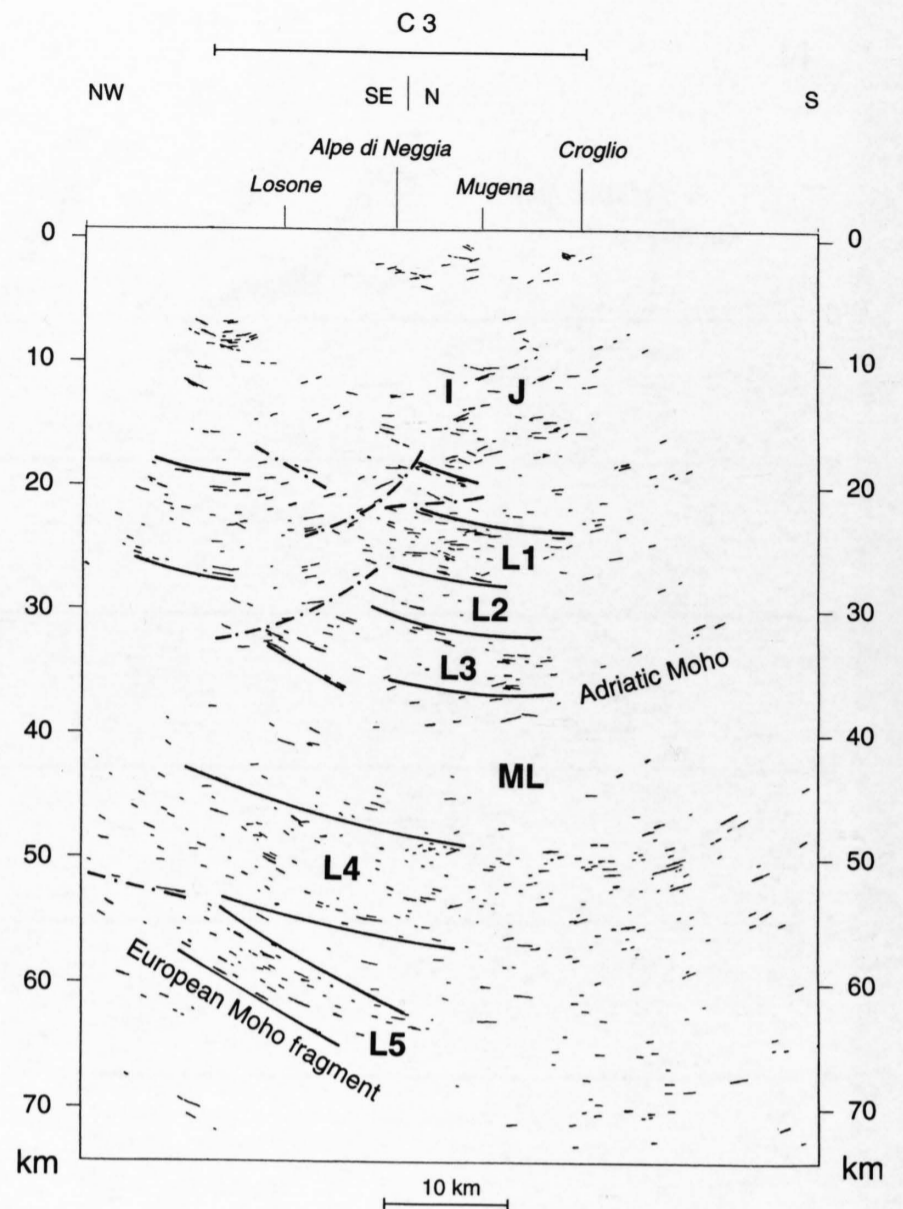 C 3
NW SE N S
Alpe di Neggia Croglio
Losone Mugena
0 0
10 10
I J
20 20
L1
30 L2 30
L3
Adriatic Moho
40 40
ML
50 L4 50
European Moho fragment
60 60
L5
70 70
km km
10 km